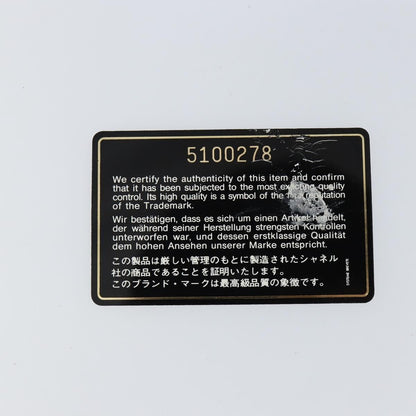 5100278
We certify the authenticity of this item and confirm
that it has been subjected to the most exacting quality
control. Its high quality is a symbol of the reputation
of the Trademark.
Wir bestätigen, dass es sich um einen Artikel handelt,
der während seiner Herstellung strengsten Kontrollen
unterworfen war, und dessen erstklassige Qualität
dem hohen Ansehen unserer Marke entspricht.
この製品は厳しい管理のもとに製造されたシャネル
社の商品であることを証明いたします。
このブランド・マークは最高級品質の象徴です。